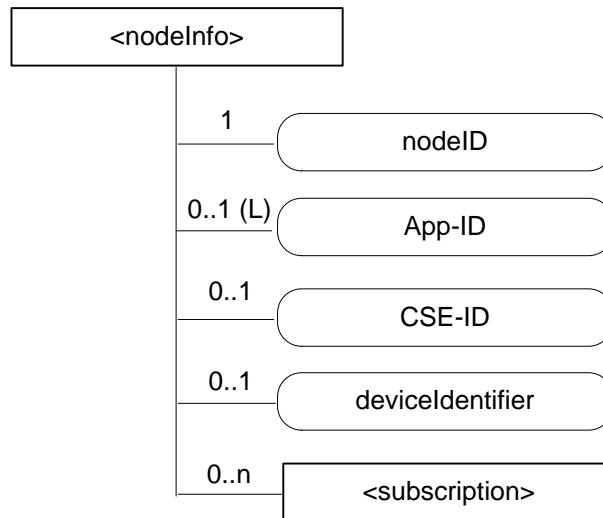 <nodeInfo>
1
nodeID
0..1 (L)
App-ID
0..1
CSE-ID
0..1
deviceIdentifier
0..n
<subscription>